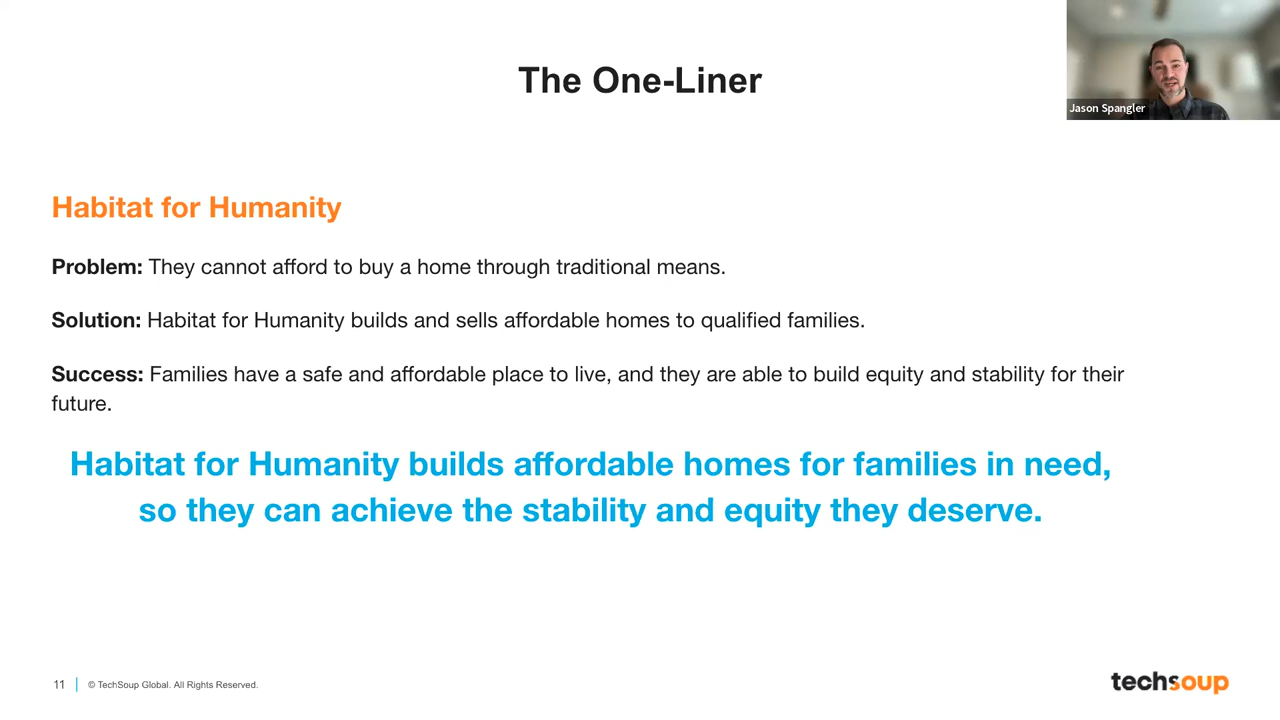 The One-Liner
Jason Spangler
Habitat for Humanity
Problem: They cannot afford to buy a home through traditional means.
Solution: Habitat for Humanity builds and sells affordable homes to qualified families.
Success: Families have a safe and affordable place to live, and they are able to build equity and stability for their
future.
Habitat for Humanity builds affordable homes for families in need,
so they can achieve the stability and equity they deserve.
11 | © TechSoup Global. All Rights Reserved.
techsoup